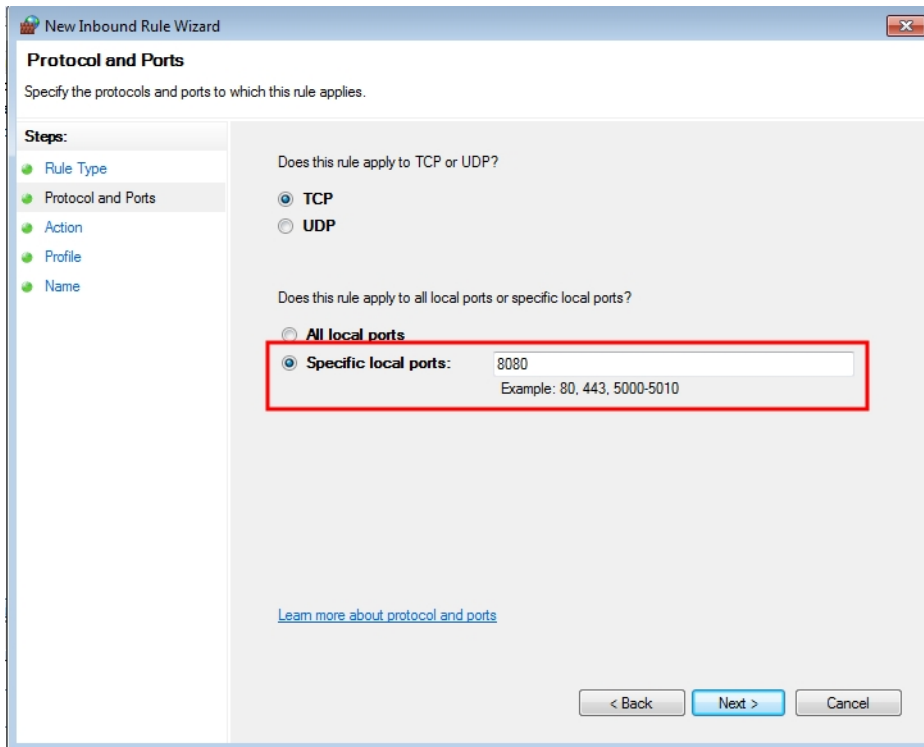 New Inbound Rule Wizard
Protocol and Ports
Specify the protocols and ports to which this rule applies.
Steps:
Rule Type
Protocol and Ports
Action
Profile
Name
Does this rule apply to TCP or UDP?
TCP
UDP
Does this rule apply to all local ports or specific local ports?
All local ports
Specific local ports: 8080
Example: 80, 443, 5000-5010
Learn more about protocol and ports
< Back Next > Cancel